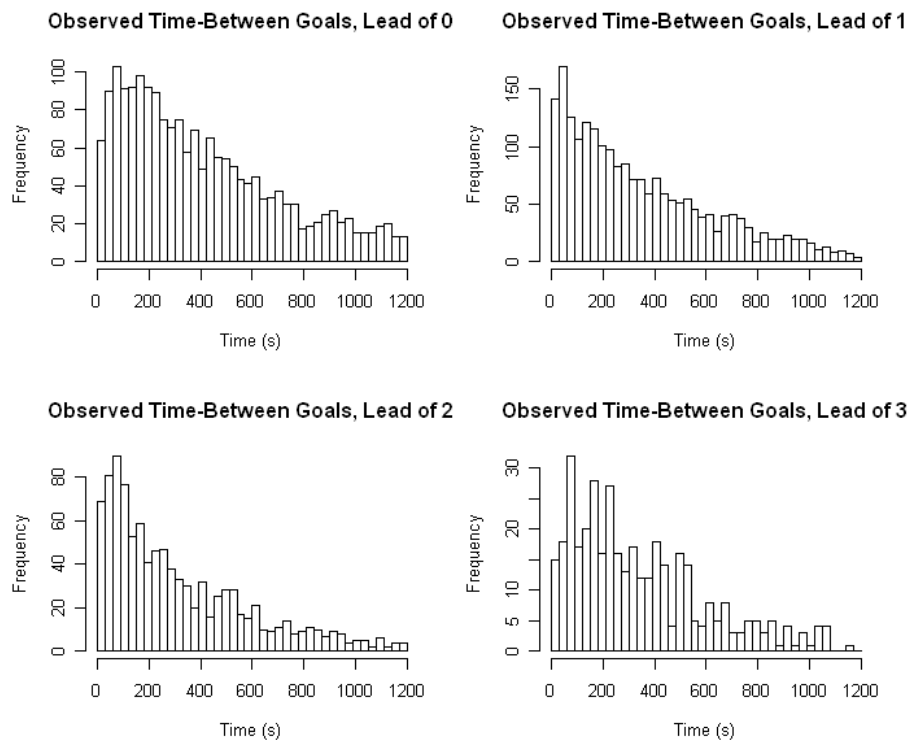 Observed Time-Between Goals, Lead of 0
Frequency
0 20 40 60 80 100
0 200 400 600 800 1000 1200
Time (s)
Observed Time-Between Goals, Lead of 1
Frequency
0 50 100 150
0 200 400 600 800 1000 1200
Time (s)
Observed Time-Between Goals, Lead of 2
Frequency
0 20 40 60 80
0 200 400 600 800 1000 1200
Time (s)
Observed Time-Between Goals, Lead of 3
Frequency
0 5 10 20 30
0 200 400 600 800 1000 1200
Time (s)